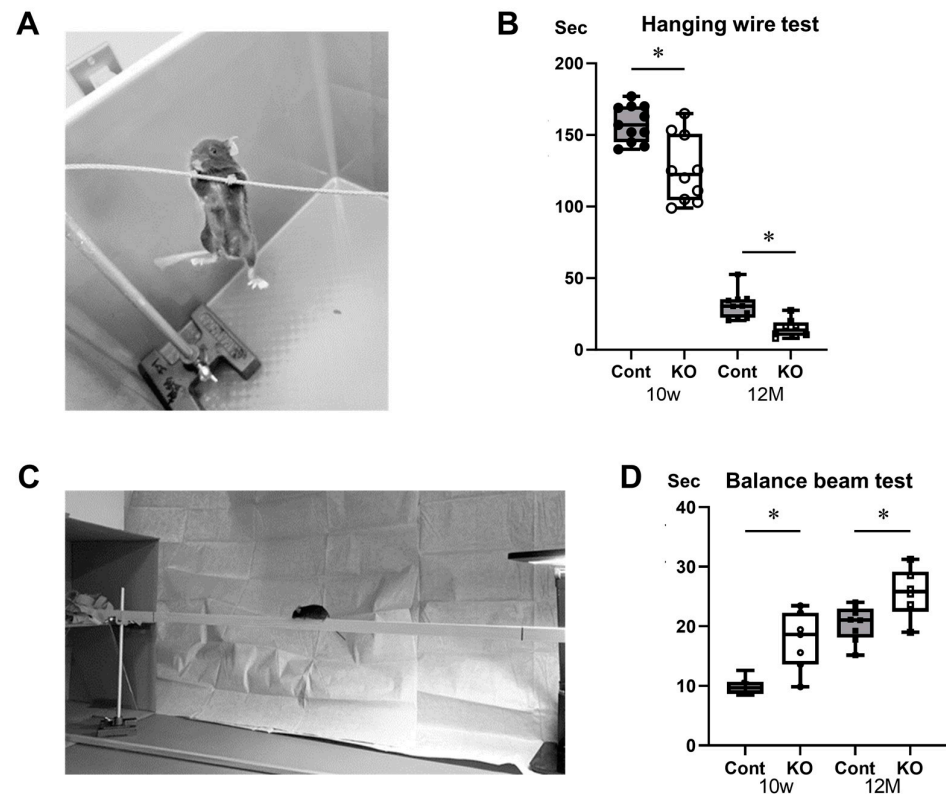 A
B
Sec
Hanging wire test
200
*
150
100
*
50
0
Cont KO Cont KO
10w 12M
C
D
Sec
Balance beam test
40
* *
30
20
10
0
Cont KO Cont KO
10w 12M